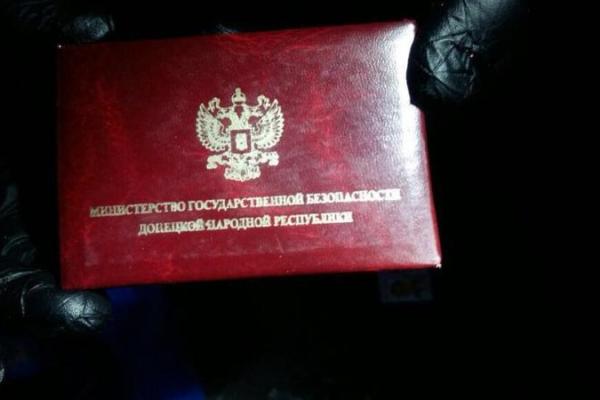 МИНИСТЕРСТВО ГОСУДАРСТВЕННОЙ БЕЗОПАСНОСТИ
ДОНЕЦКОЙ НАРОДНОЙ РЕСПУБЛИКИ